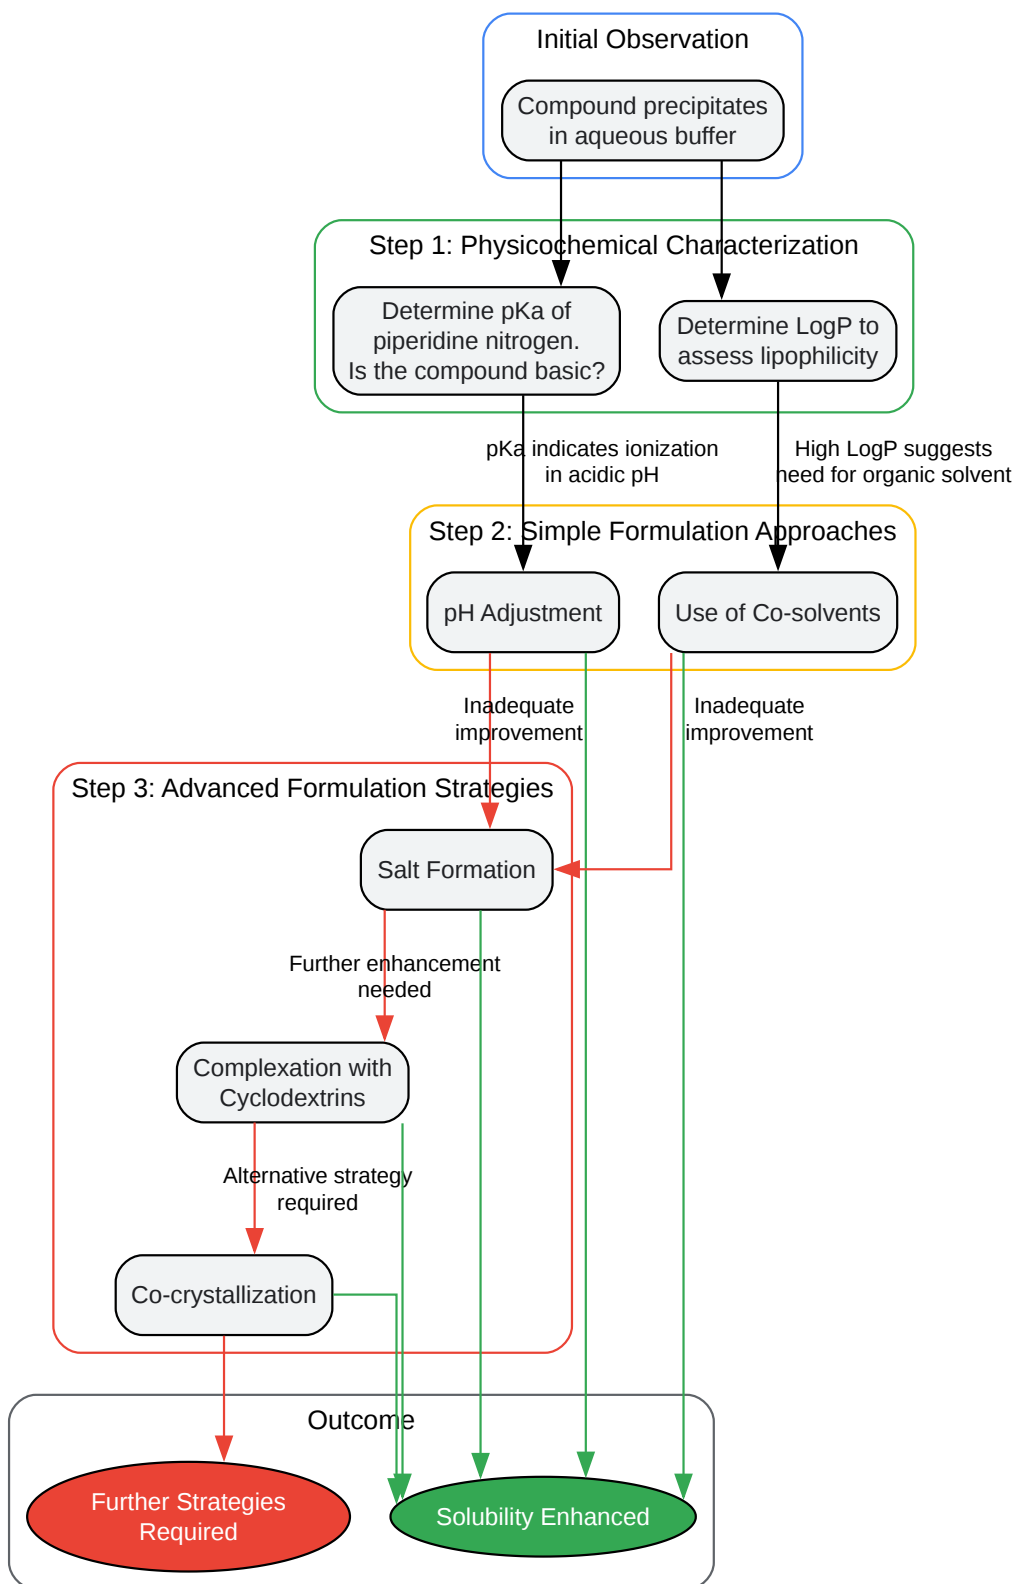 Initial Observation
Compound precipitates
in aqueous buffer
Step 1: Physicochemical Characterization
Determine pKa of
piperidine nitrogen.
Is the compound basic?
Determine LogP to
assess lipophilicity
pKa indicates ionization
in acidic pH
High LogP suggests
need for organic solvent
Step 2: Simple Formulation Approaches
pH Adjustment
Use of Co-solvents
Inadequate
improvement
Inadequate
improvement
Step 3: Advanced Formulation Strategies
Salt Formation
Further enhancement
needed
Complexation with
Cyclodextrins
Alternative strategy
required
Co-crystallization
Outcome
Further Strategies
Required
Solubility Enhanced